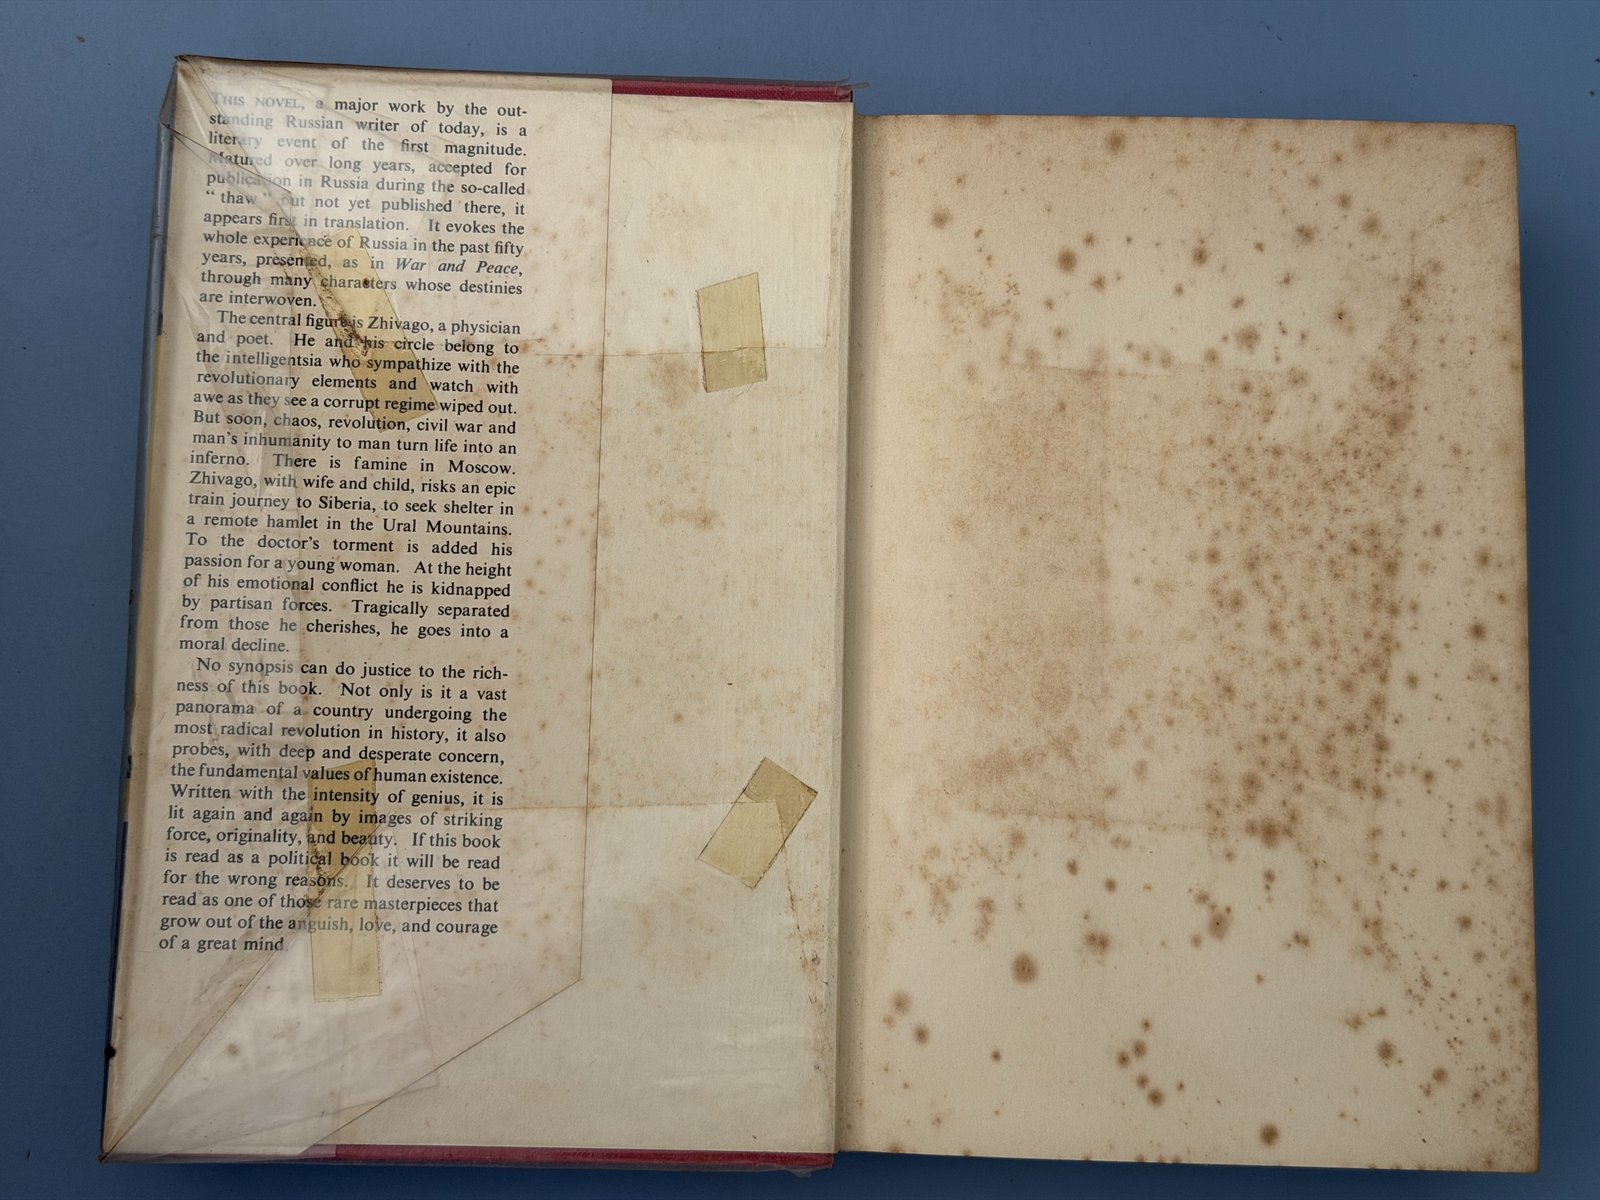 THIS NOVEL, a major work by the out-
standing Russian writer of today, is a
literary event of the first magnitude.
Matured over long years, accepted for
publication in Russia during the so-called
“ thaw ” but not yet published there, it
appears first in translation. It evokes the
whole experience of Russia in the past fifty
years, presented, as in War and Peace,
through many characters whose destinies
are interwoven.
The central figure is Zhivago, a physician
and poet. He and his circle belong to
the intelligentsia who sympathize with the
revolutionary elements and watch with
awe as they see a corrupt regime wiped out.
But soon, chaos, revolution, civil war and
man's inhumanity to man turn life into an
inferno. There is famine in Moscow.
Zhivago, with wife and child, risks an epic
train journey to Siberia, to seek shelter in
a remote hamlet in the Ural Mountains.
To the doctor's torment is added his
passion for a young woman. At the height
of his emotional conflict he is kidnapped
by partisan forces. Tragically separated
from those he cherishes, he goes into a
moral decline.
No synopsis can do justice to the rich-
ness of this book. Not only is it a vast
panorama of a country undergoing the
most radical revolution in history, it also
probes, with deep and desperate concern,
the fundamental values of human existence.
Written with the intensity of genius, it is
lit again and again by images of striking
force, originality, and beauty. If this book
is read as a political book it will be read
for the wrong reasons. It deserves to be
read as one of those rare masterpieces that
grow out of the anguish, love, and courage
of a great mind